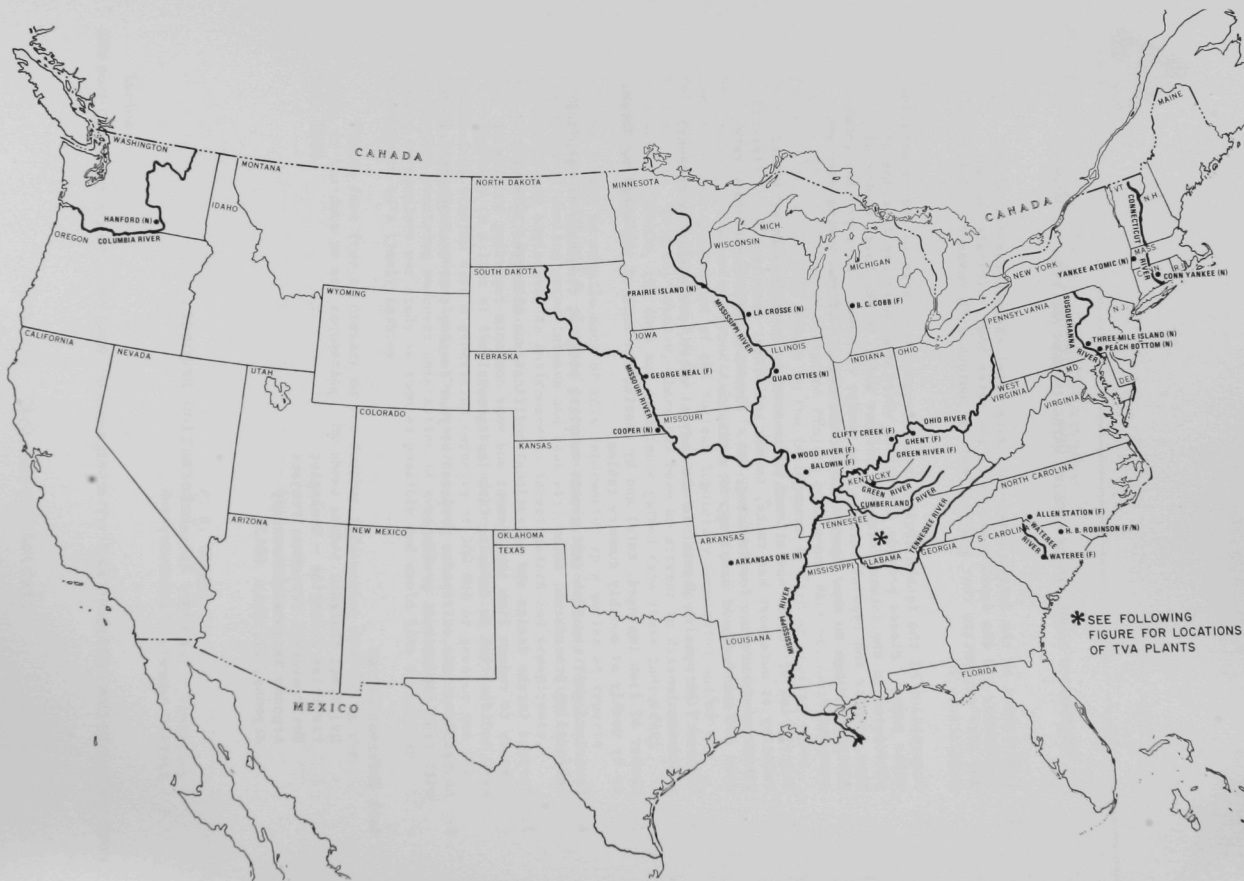 CANADA
WASHINGTON
MONTANA
NORTH DAKOTA
MINNESOTA
MAINE
IDAHO
HANFORD (N)
COLUMBIA RIVER
OREGON
MICH.
WISCONSIN
MICHIGAN
CANADA
VT
N.H
CONNECTICUT
RIVER
MASS
NEW YORK
YANKEE ATOMIC (N)
CONN
R.I.
CONN YANKEE (N)
SOUTH DAKOTA
WYOMING
PRAIRIE ISLAND (N)
MISSISSIPPI RIVER
LA CROSSE (N)
B. C. COBB (F)
PENNSYLVANIA
SUSQUEHANNA
RIVER
N.J.
THREE-MILE ISLAND (N)
PEACH BOTTOM (N)
CALIFORNIA
NEVADA
UTAH
NEBRASKA
IOWA
ILLINOIS
INDIANA
OHIO
MISSOURI RIVER
GEORGE NEAL (F)
QUAD CITIES (N)
WEST
VIRGINIA
MD
DEL
VIRGINIA
COLORADO
KANSAS
COOPER (N)
MISSOURI
OHIO RIVER
CLIFTY CREEK (F)
GHENT (F)
WOOD RIVER (F)
GREEN RIVER (F)
BALDWIN (F)
KENTUCKY
GREEN RIVER
CUMBERLAND RIVER
NORTH CAROLINA
ARIZONA
NEW MEXICO
OKLAHOMA
TEXAS
ARKANSAS
TENNESSEE
TENNESSEE RIVER
*
ALLEN STATION (F)
S. CAROLINA
WATEREE
RIVER
H. B. ROBINSON (F/N)
WATEREE (F)
ARKANSAS ONE (N)
MISSISSIPPI
ALABAMA
GEORGIA
LOUISIANA
MISSISSIPPI
RIVER
FLORIDA
* SEE FOLLOWING
FIGURE FOR LOCATIONS
OF TVA PLANTS
MEXICO